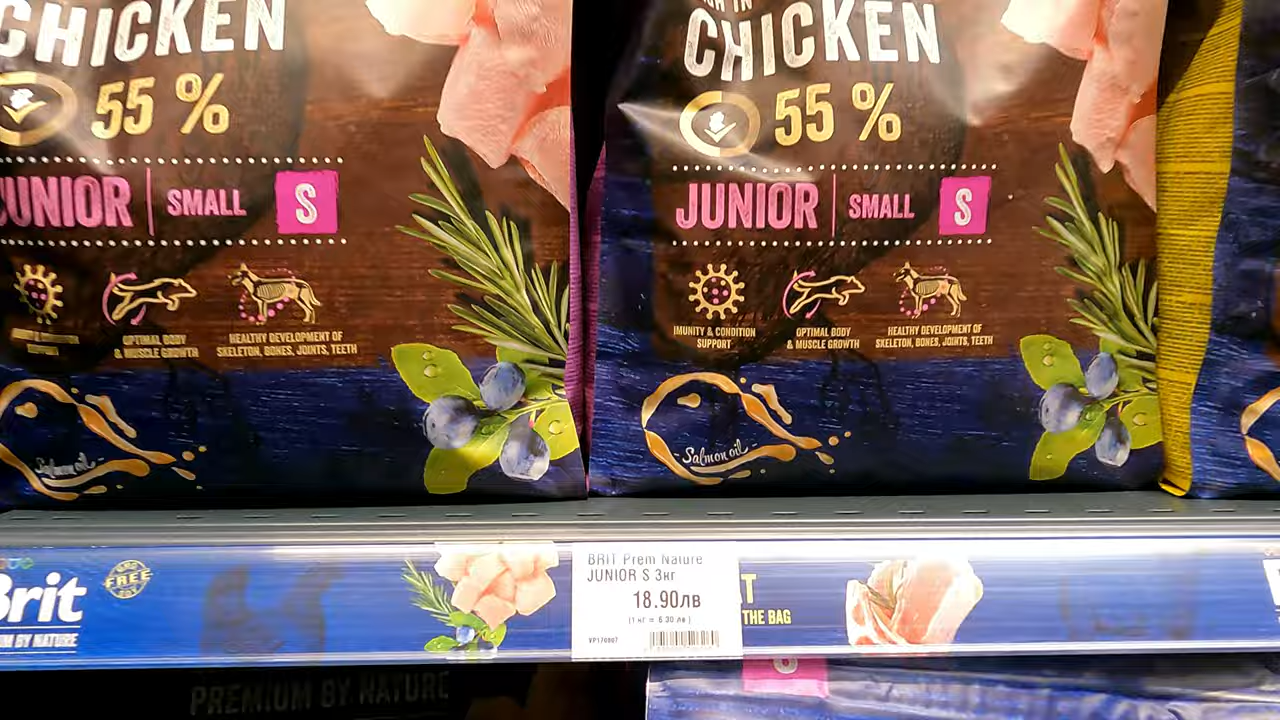 CHICKEN
55 %
JUNIOR SMALL S
OPTIMAL BODY
& MUSCLE GROWTH
HEALTHY DEVELOPMENT OF
SKELETON, BONES, JOINTS, TEETH
Salmon oil
IN
CHICKEN
55 %
JUNIOR SMALL S
IMUNITY & CONDITION
SUPPORT
OPTIMAL BODY
& MUSCLE GROWTH
HEALTHY DEVELOPMENT OF
SKELETON, BONES, JOINTS, TEETH
Salmon oil
Brit
BY NATURE
FREE
BRIT Prem Nature
JUNIOR S 3кг
18.90лв
(1 кг = 6.30 лв )
VP170807
T
THE BAG
PREMIUM BY NATURE